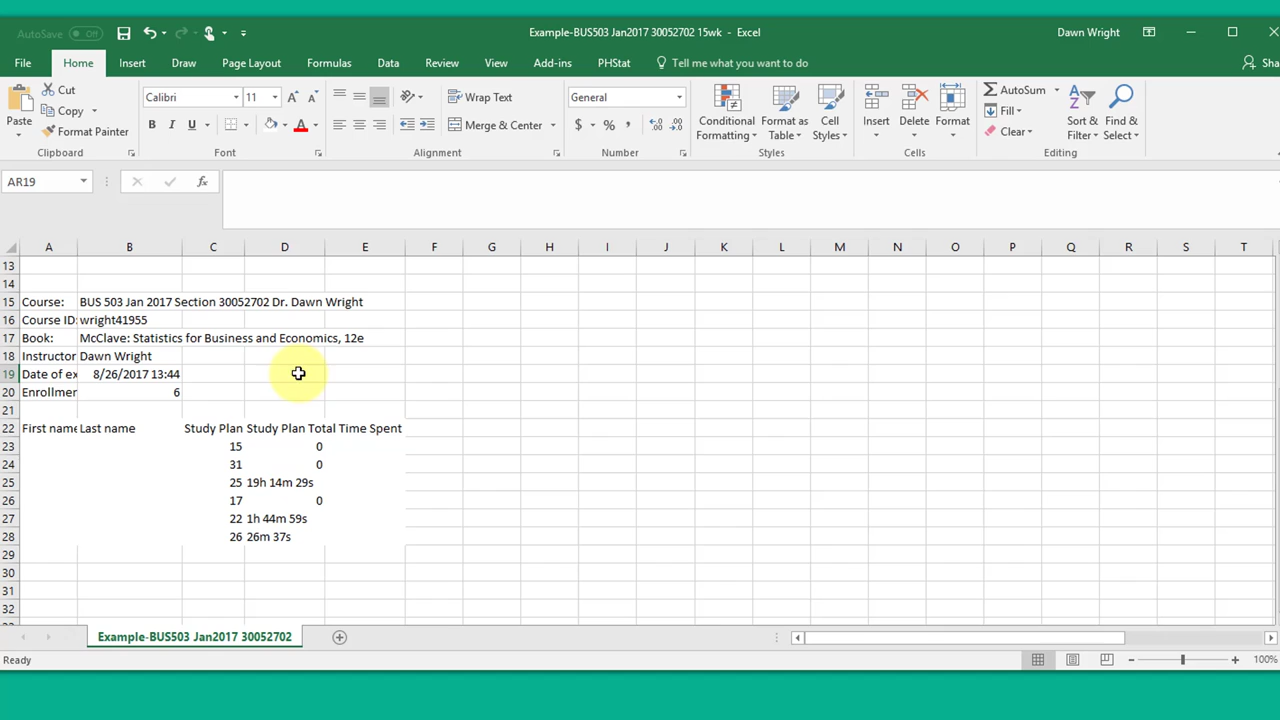 AutoSave Off Example-BUS503 Jan2017 30052702 15wk - Excel Dawn Wright
File Home Insert Draw Page Layout Formulas Data Review View Add-ins PHStat Tell me what you want to do Sha
Paste Cut Copy Format Painter
Calibri 11
B I U A
Wrap Text
Merge & Center
General
$ % ,
Conditional Formatting Format as Table Cell Styles
Insert Delete Format
AutoSum Fill Clear
Sort & Filter Find & Select
Clipboard Font Alignment Number Styles Cells Editing
AR19 fx
A B C D E F G H I J K L M N O P Q R S T
13
14
15 Course: BUS 503 Jan 2017 Section 30052702 Dr. Dawn Wright
16 Course ID: wright41955
17 Book: McClave: Statistics for Business and Economics, 12e
18 Instructor Dawn Wright
19 Date of ex 8/26/2017 13:44
20 Enrollmer 6
21
22 First name Last name Study Plan Study Plan Total Time Spent
23 15 0
24 31 0
25 25 19h 14m 29s
26 17 0
27 22 1h 44m 59s
28 26 26m 37s
29
30
31
32
Example-BUS503 Jan2017 30052702
Ready 100%